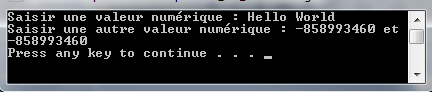 Saisir une valeur numérique : Hello World
Saisir une autre valeur numérique : -858993460 et
-858993460
Press any key to continue . . . _